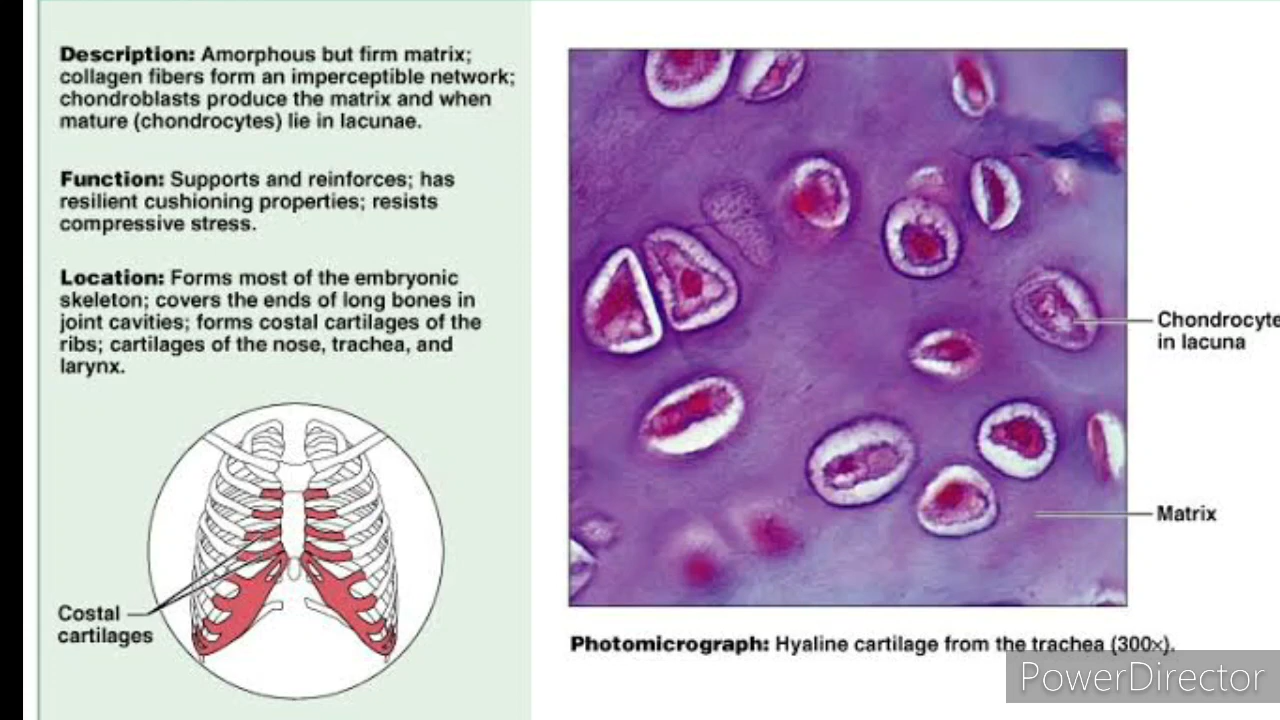 Description: Amorphous but firm matrix;
collagen fibers form an imperceptible network;
chondroblasts produce the matrix and when
mature (chondrocytes) lie in lacunae.
Function: Supports and reinforces; has
resilient cushioning properties; resists
compressive stress.
Location: Forms most of the embryonic
skeleton; covers the ends of long bones in
joint cavities; forms costal cartilages of the
ribs; cartilages of the nose, trachea, and
larynx.
Costal
cartilages
Chondrocyte
in lacuna
Matrix
Photomicrograph: Hyaline cartilage from the trachea (300×).
PowerDirector